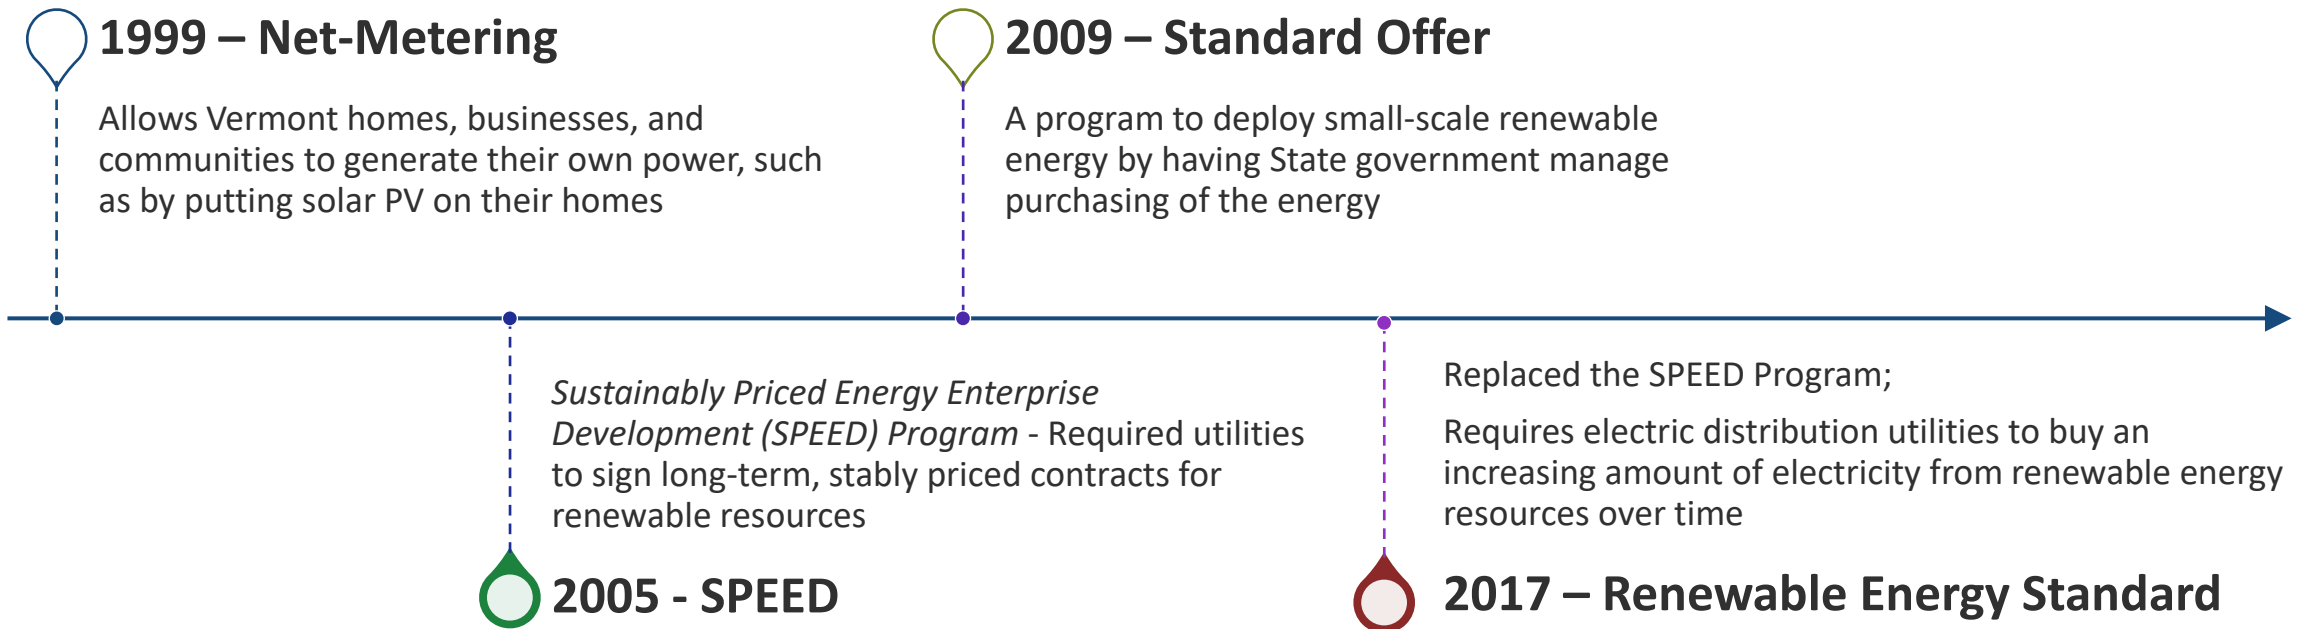 1999 – Net-Metering
Allows Vermont homes, businesses, and
communities to generate their own power, such
as by putting solar PV on their homes
2009 – Standard Offer
A program to deploy small-scale renewable
energy by having State government manage
purchasing of the energy
Sustainably Priced Energy Enterprise
Development (SPEED) Program - Required utilities
to sign long-term, stably priced contracts for
renewable resources
2005 - SPEED
Replaced the SPEED Program;
Requires electric distribution utilities to buy an
increasing amount of electricity from renewable energy
resources over time
2017 – Renewable Energy Standard